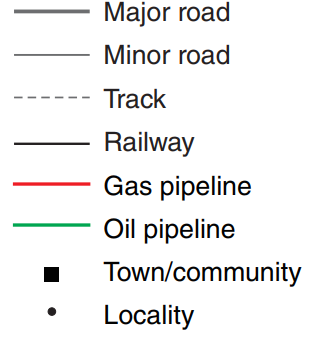 Major road
Minor road
Track
Railway
Gas pipeline
Oil pipeline
Town/community
Locality